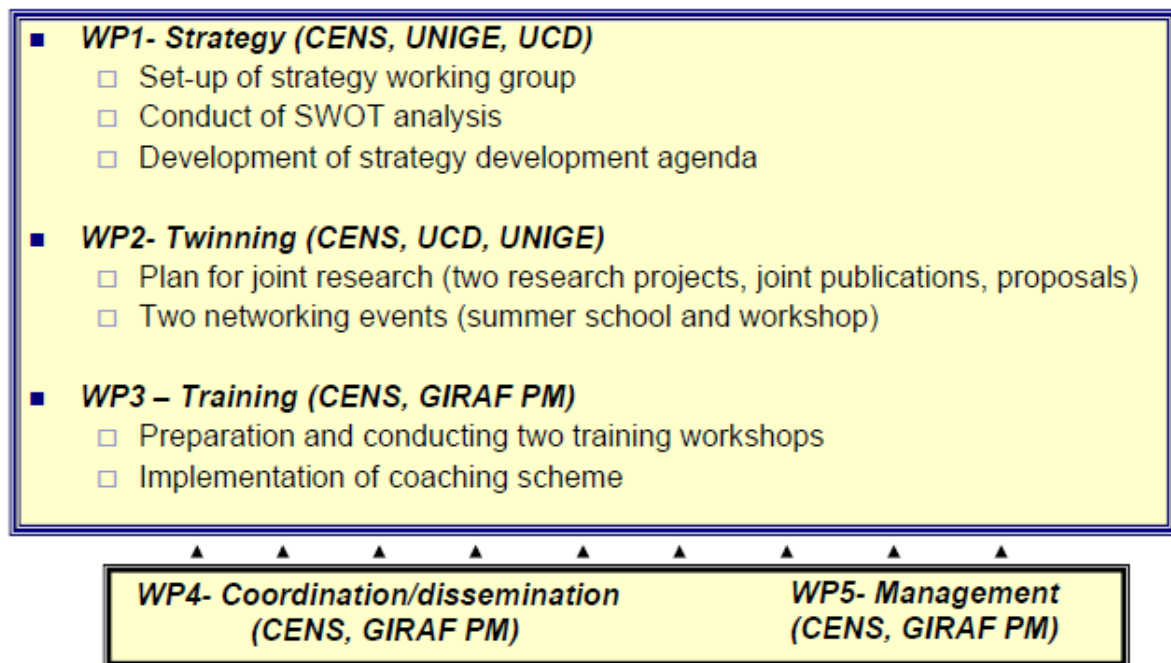 WP1- Strategy (CENS, UNIGE, UCD)
Set-up of strategy working group
Conduct of SWOT analysis
Development of strategy development agenda
WP2- Twinning (CENS, UCD, UNIGE)
Plan for joint research (two research projects, joint publications, proposals)
Two networking events (summer school and workshop)
WP3 – Training (CENS, GIRAF PM)
Preparation and conducting two training workshops
Implementation of coaching scheme
WP4- Coordination/dissemination
(CENS, GIRAF PM)
WP5- Management
(CENS, GIRAF PM)